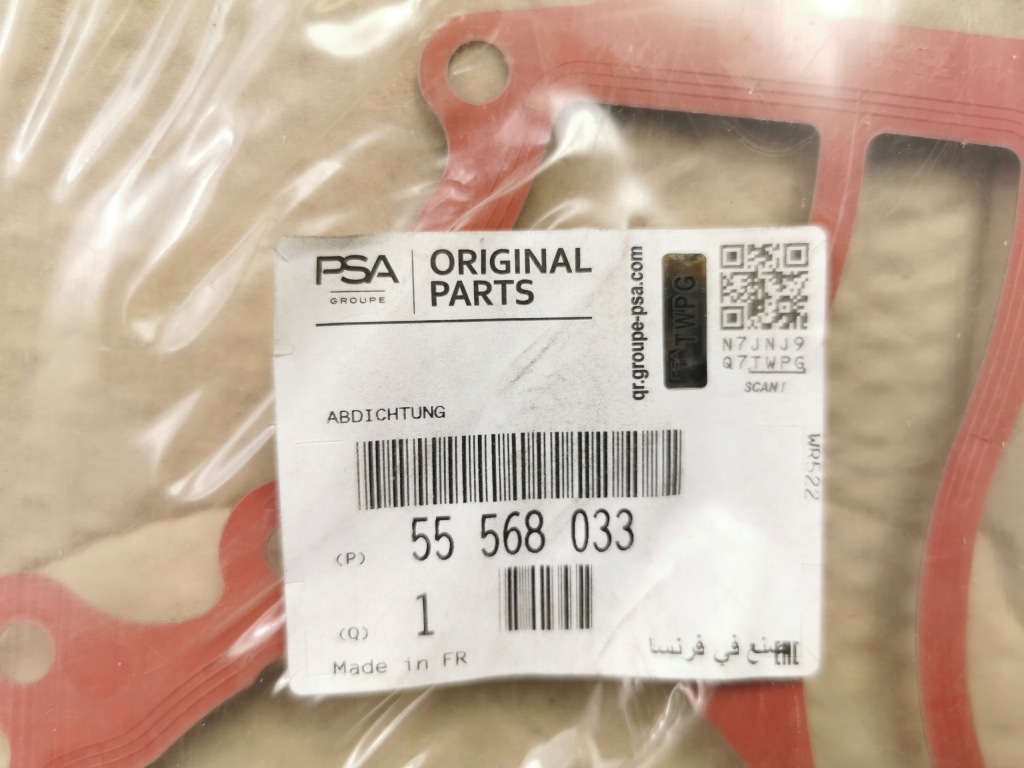 PSA
GROUPE
ORIGINAL
PARTS
qr.groupe-psa.com
TWPG
N7JNJ9
Q7TWPG
SCAN!
ABDICHTUNG
WR522
(P) 55 568 033
(Q) 1
Made in FR
صنع في فرنسا
EAC